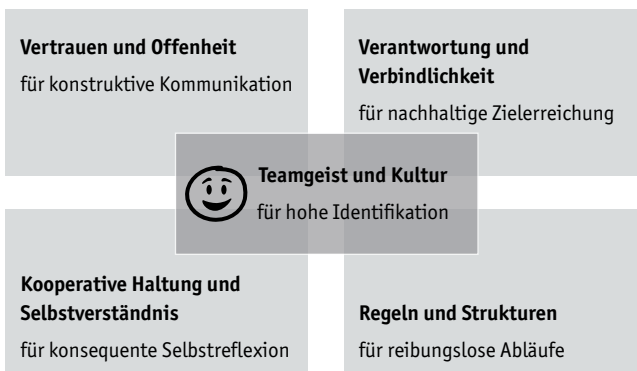 Vertrauen und Offenheit
für konstruktive Kommunikation
Verantwortung und
Verbindlichkeit
für nachhaltige Zielerreichung
Teamgeist und Kultur
für hohe Identifikation
Kooperative Haltung und
Selbstverständnis
für konsequente Selbstreflexion
Regeln und Strukturen
für reibungslose Abläufe